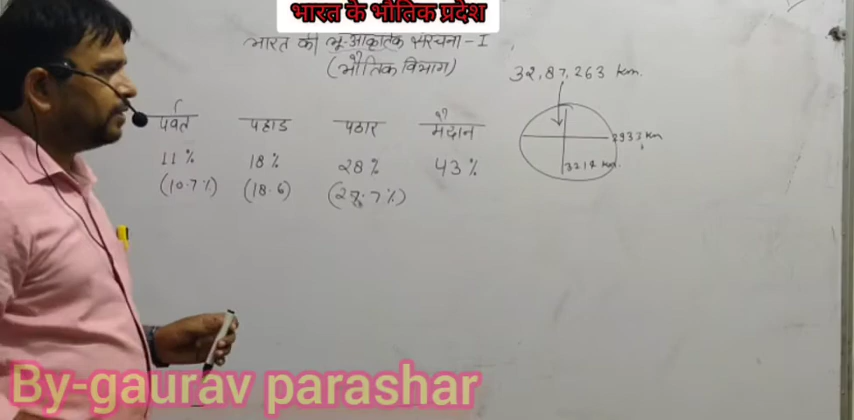 भारत के भौतिक प्रदेश
भारत की भू-आकृतिक संरचना - I
(भौतिक विभाग)
32,87,263 km.
पर्वत पहाड पठार मैदान
2933 km
11% 18% 28% 43%
3214 km.
(10.7%) (18.6) (27.7%)
By-gaurav parashar